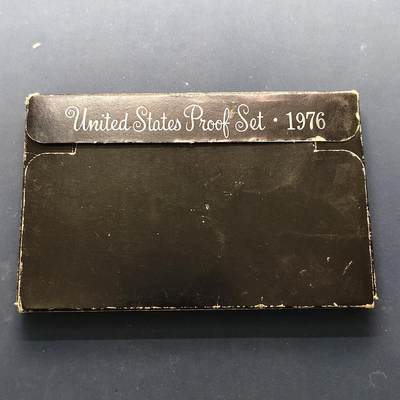 United States Proof Set · 1976